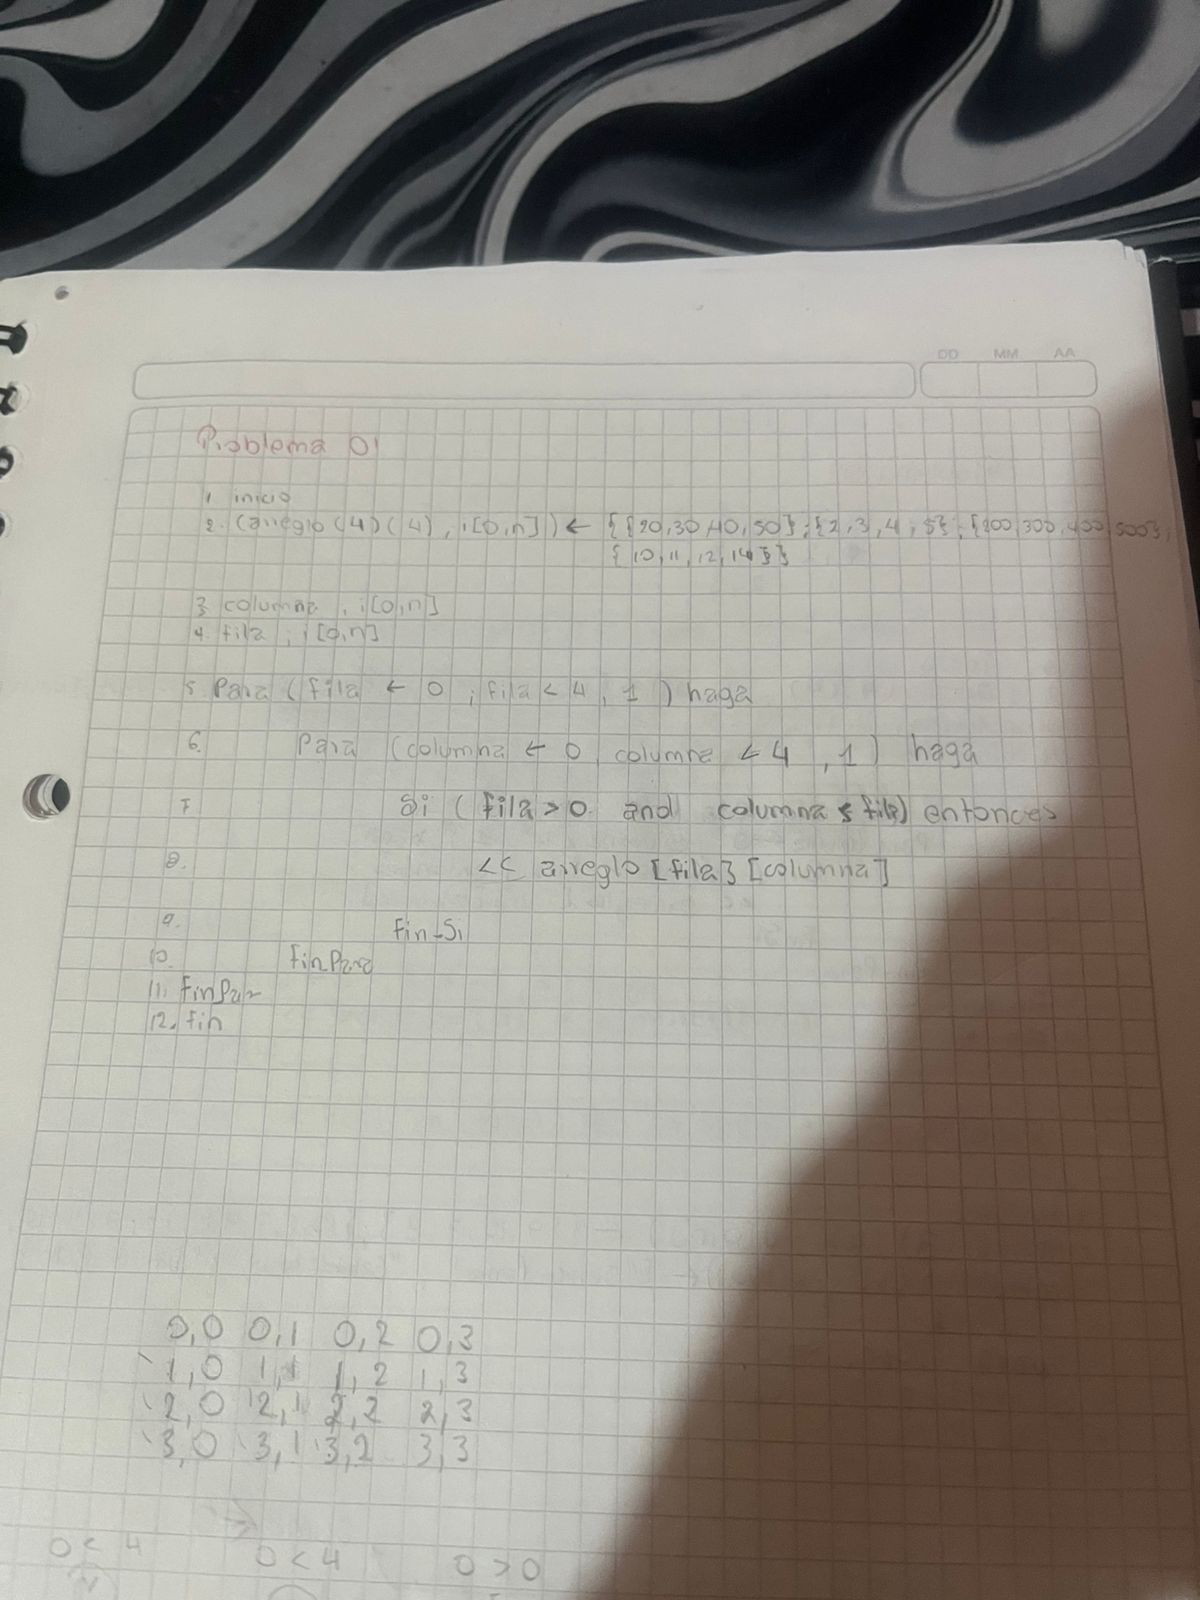 DD MM AA
Problema 01
1. inicio
2. (arreglo (4) (4), i[0,n]) ← {{20,30,40,50};{2,3,4,5};{200,300,400,500};
{10,11,12,14}}
3. columna, i[0,n]
4. fila, i[0,n]
5. Para (fila ← 0, fila < 4, 1) haga
6. Para (columna ← 0, columna < 4, 1) haga
7. Si (fila > 0 and columna < fila) entonces
8. << arreglo [fila] [columna]
9. Fin-Si
10. finPara
11. FinPar
12. fin
0,0 0,1 0,2 0,3
1,0 1,1 1,2 1,3
2,0 2,1 2,2 2,3
3,0 3,1 3,2 3,3
0 < 4 0 < 4 0 > 0